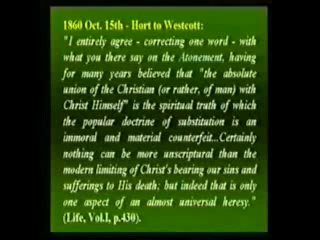 1860 Oct. 15th - Hort to Westcott:
"I entirely agree - correcting one word - with
what you there say on the Atonement, having
for many years believed that "the absolute
union of the Christian (or rather, of man) with
Christ Himself" is the spiritual truth of which
the popular doctrine of substitution is an
immoral and material counterfeit...Certainly
nothing can be more unscriptural than the
modern limiting of Christ's bearing our sins and
sufferings to His death; but indeed that is only
one aspect of an almost universal heresy."
(Life, Vol.I, p.430).